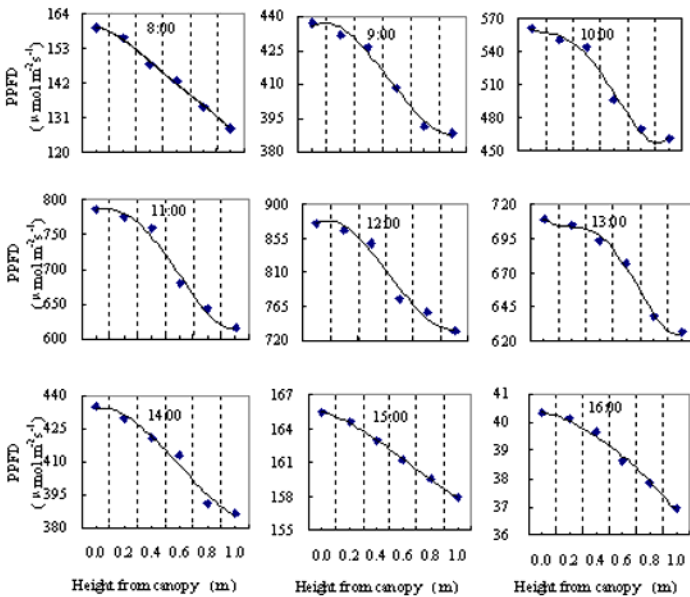 164 153 142 131 120
8:00
440 425 410 395 380
9:00
570 540 510 480 450
10:00
PPFD
(μmol m⁻²s⁻¹)
800 750 700 650 600
11:00
900 855 810 765 720
12:00
720 695 670 645 620
13:00
PPFD
(μmol m⁻²s⁻¹)
440 425 410 395 380
14:00
167 164 161 158 155
15:00
41 40 39 37 36
16:00
PPFD
(μmol m⁻²s⁻¹)
0.0 0.2 0.4 0.6 0.8 1.0
0.0 0.2 0.4 0.6 0.8 1.0
0.0 0.2 0.4 0.6 0.8 1.0
Height from canopy (m)
Height from canopy (m)
Height from canopy (m)